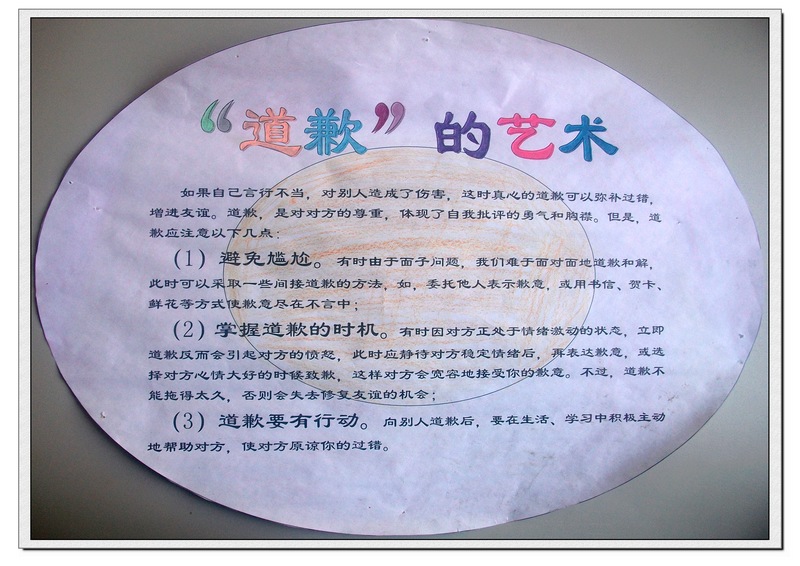 “道歉”的艺术
如果自己言行不当，对别人造成了伤害，这时真心的道歉可以弥补过错，
增进友谊。道歉，是对对方的尊重，体现了自我批评的勇气和胸襟。但是，道
歉应注意以下几点：
(1) 避免尴尬。有时由于面子问题，我们难于面对面地道歉和解，
此时可以采取一些间接道歉的方法，如，委托他人表示歉意，或用书信、贺卡、
鲜花等方式使歉意尽在不言中；
(2) 掌握道歉的时机。有时因对方正处于情绪激动的状态，立即
道歉反而会引起对方的愤怒，此时应静待对方稳定情绪后，再表达歉意，或选
择对方心情大好的时候致歉，这样对方会宽容地接受你的歉意。不过，道歉不
能拖得太久，否则会失去修复友谊的机会；
(3) 道歉要有行动。向别人道歉后，要在生活、学习中积极主动
地帮助对方，使对方原谅你的过错。